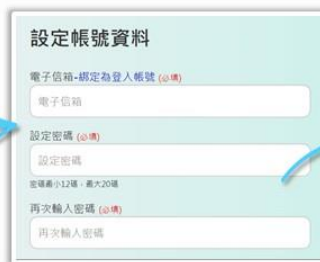 設定帳號資料
電子信箱-綁定為登入帳號 (必填)
電子信箱
設定密碼 (必填)
設定密碼
密碼最小12碼，最大20碼
再次輸入密碼 (必填)
再次輸入密碼